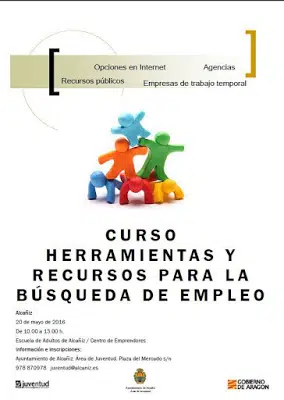 Opciones en Internet
Agencias
Recursos públicos
Empresas de trabajo temporal
CURSO
HERRAMIENTAS Y
RECURSOS PARA LA
BÚSQUEDA DE EMPLEO
Alcañiz
20 de mayo de 2016
De 10.00 a 13.00 h.
Escuela de Adultos de Alcañiz / Centro de Emprendores
Información e inscripciones:
Ayuntamiento de Alcañiz. Área de Juventud. Plaza del Mercado s/n
978 870978 juventud@alcaniz.es
juventud
GOBIERNO
DE ARAGON